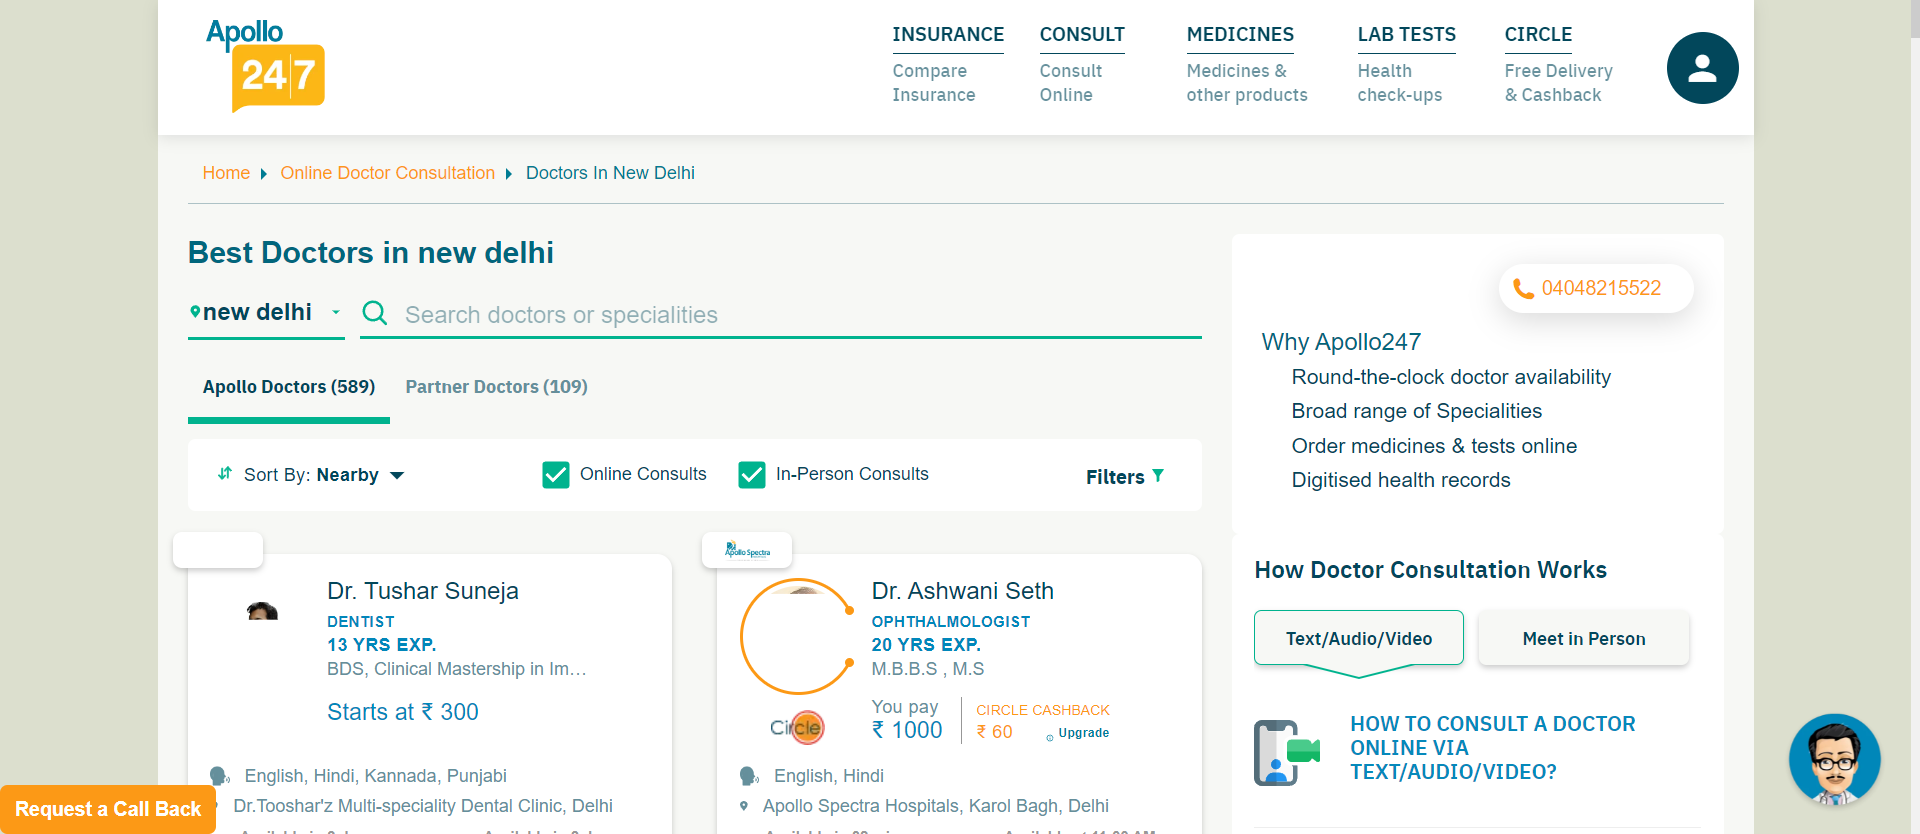 Apollo
24|7
INSURANCE
Compare
Insurance
CONSULT
Consult
Online
MEDICINES
Medicines &
other products
LAB TESTS
Health
check-ups
CIRCLE
Free Delivery
& Cashback
Home
Online Doctor Consultation
Doctors In New Delhi
Best Doctors in new delhi
new delhi
Search doctors or specialities
Apollo Doctors (589)
Partner Doctors (109)
Sort By: Nearby
Online Consults
In-Person Consults
Filters
Dr. Tushar Suneja
DENTIST
13 YRS EXP.
BDS, Clinical Mastership in Im...
Starts at ₹ 300
English, Hindi, Kannada, Punjabi
Dr.Tooshar'z Multi-speciality Dental Clinic, Delhi
Apollo Spectra
Dr. Ashwani Seth
OPHTHALMOLOGIST
20 YRS EXP.
M.B.B.S , M.S
Circle
You pay
₹ 1000
CIRCLE CASHBACK
₹ 60
Upgrade
English, Hindi
Apollo Spectra Hospitals, Karol Bagh, Delhi
04048215522
Why Apollo247
Round-the-clock doctor availability
Broad range of Specialities
Order medicines & tests online
Digitised health records
How Doctor Consultation Works
Text/Audio/Video
Meet in Person
HOW TO CONSULT A DOCTOR
ONLINE VIA
TEXT/AUDIO/VIDEO?
Request a Call Back